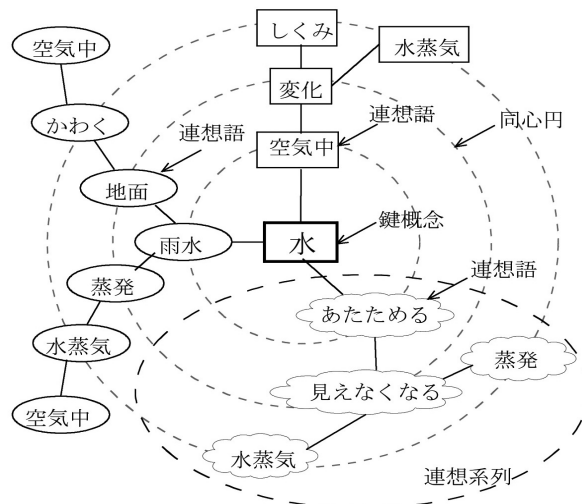 しくみ
空気中
水蒸気
変化
かわく
連想語
連想語
同心円
空気中
地面
鍵概念
雨水
水
連想語
蒸発
あたためる
水蒸気
蒸発
見えなくなる
空気中
水蒸気
連想系列